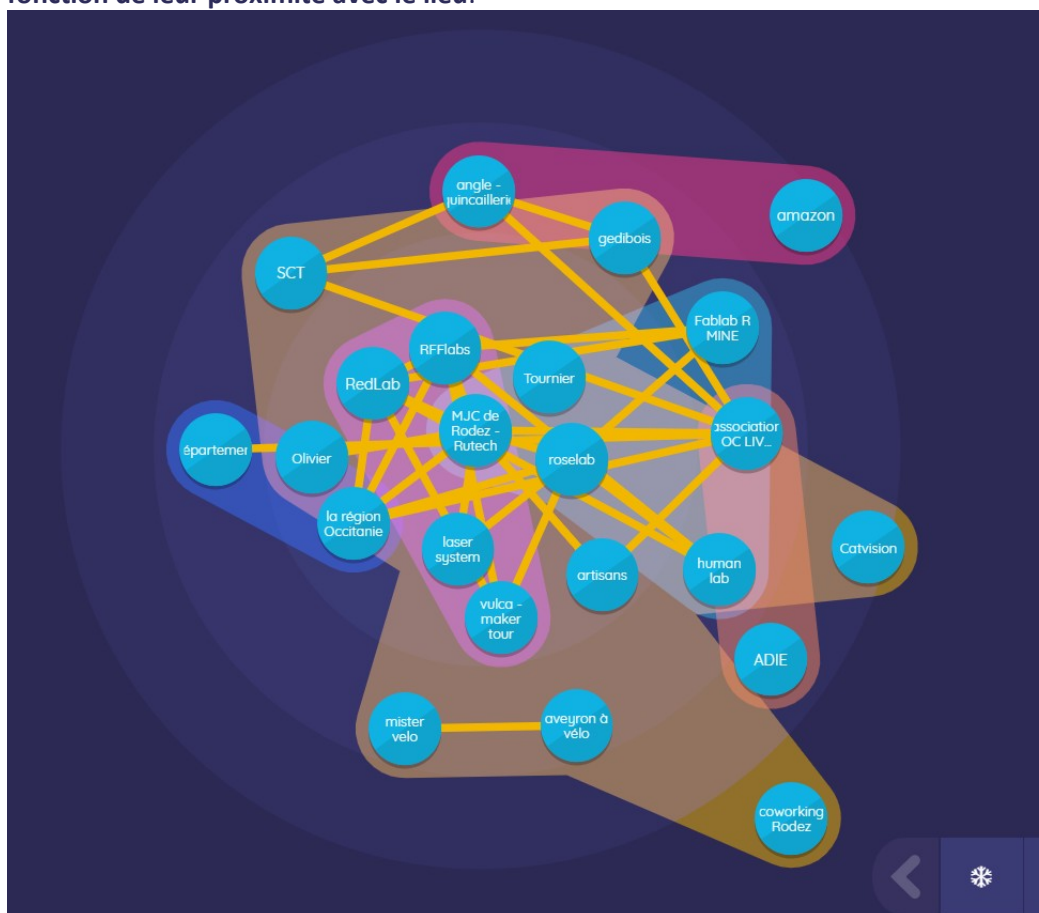 fonction de leur proximité avec le lieu.
angle -
quincaillerie
amazon
gedibois
SCT
Fablab R
MINE
RFFlabs
RedLab
Tournier
MJC de
Rodez -
Rutech
association
OC LIV...
épartemer
Olivier
roselab
la région
Occitanie
laser
system
artisans
human
lab
Catvision
vulca -
maker
tour
ADIE
mister
velo
aveyron à
vélo
coworking
Rodez